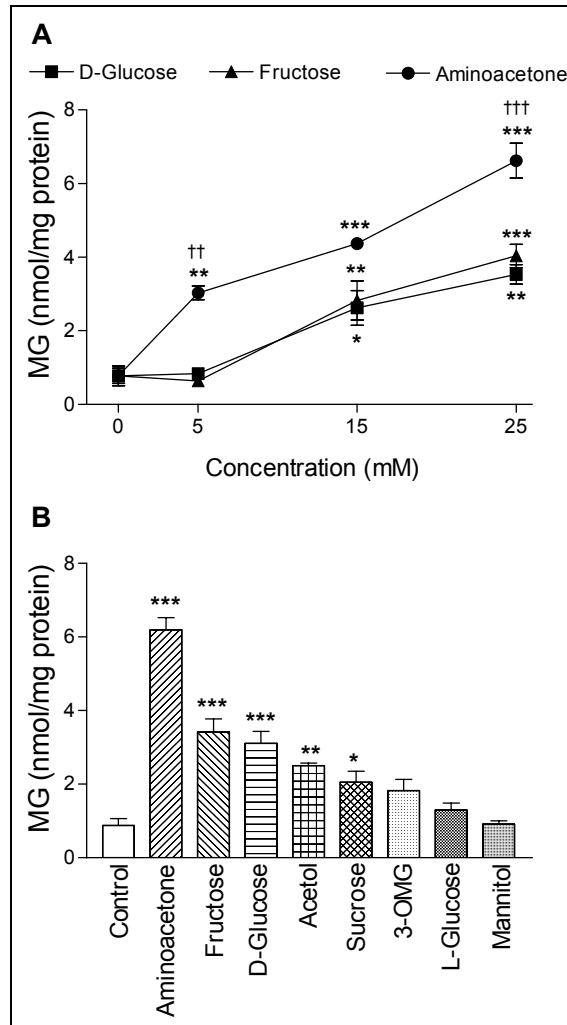 A
D-Glucose Fructose Aminoacetone
8
6
4
2
0
MG (nmol/mg protein)
††
**
***
**
*
†††
***
***
**
0 5 15 25
Concentration (mM)
B
8
6
4
2
0
MG (nmol/mg protein)
***
***
***
**
*
Control
Aminoacetone
Fructose
D-Glucose
Acetol
Sucrose
3-OMG
L-Glucose
Mannitol